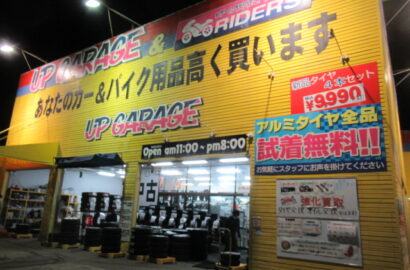 UP GARAGE & RIDERS
あなたのカー&バイク用品高く買います
UP GARAGE
新品タイヤ
4本セット
¥9,990
アルミタイヤ全品
試着無料!!
お気軽にスタッフにお声を掛けてください
Open am11:00~pm8:00
古
強化買取